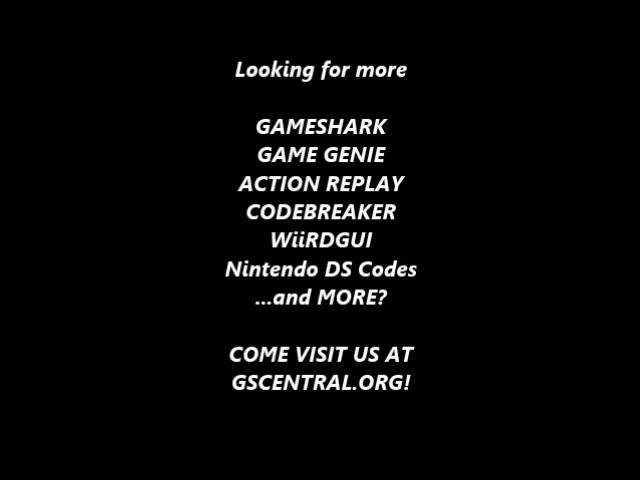 Looking for more
GAMESHARK
GAME GENIE
ACTION REPLAY
CODEBREAKER
WiiRDGUI
Nintendo DS Codes
...and MORE?
COME VISIT US AT
GSCENTRAL.ORG!